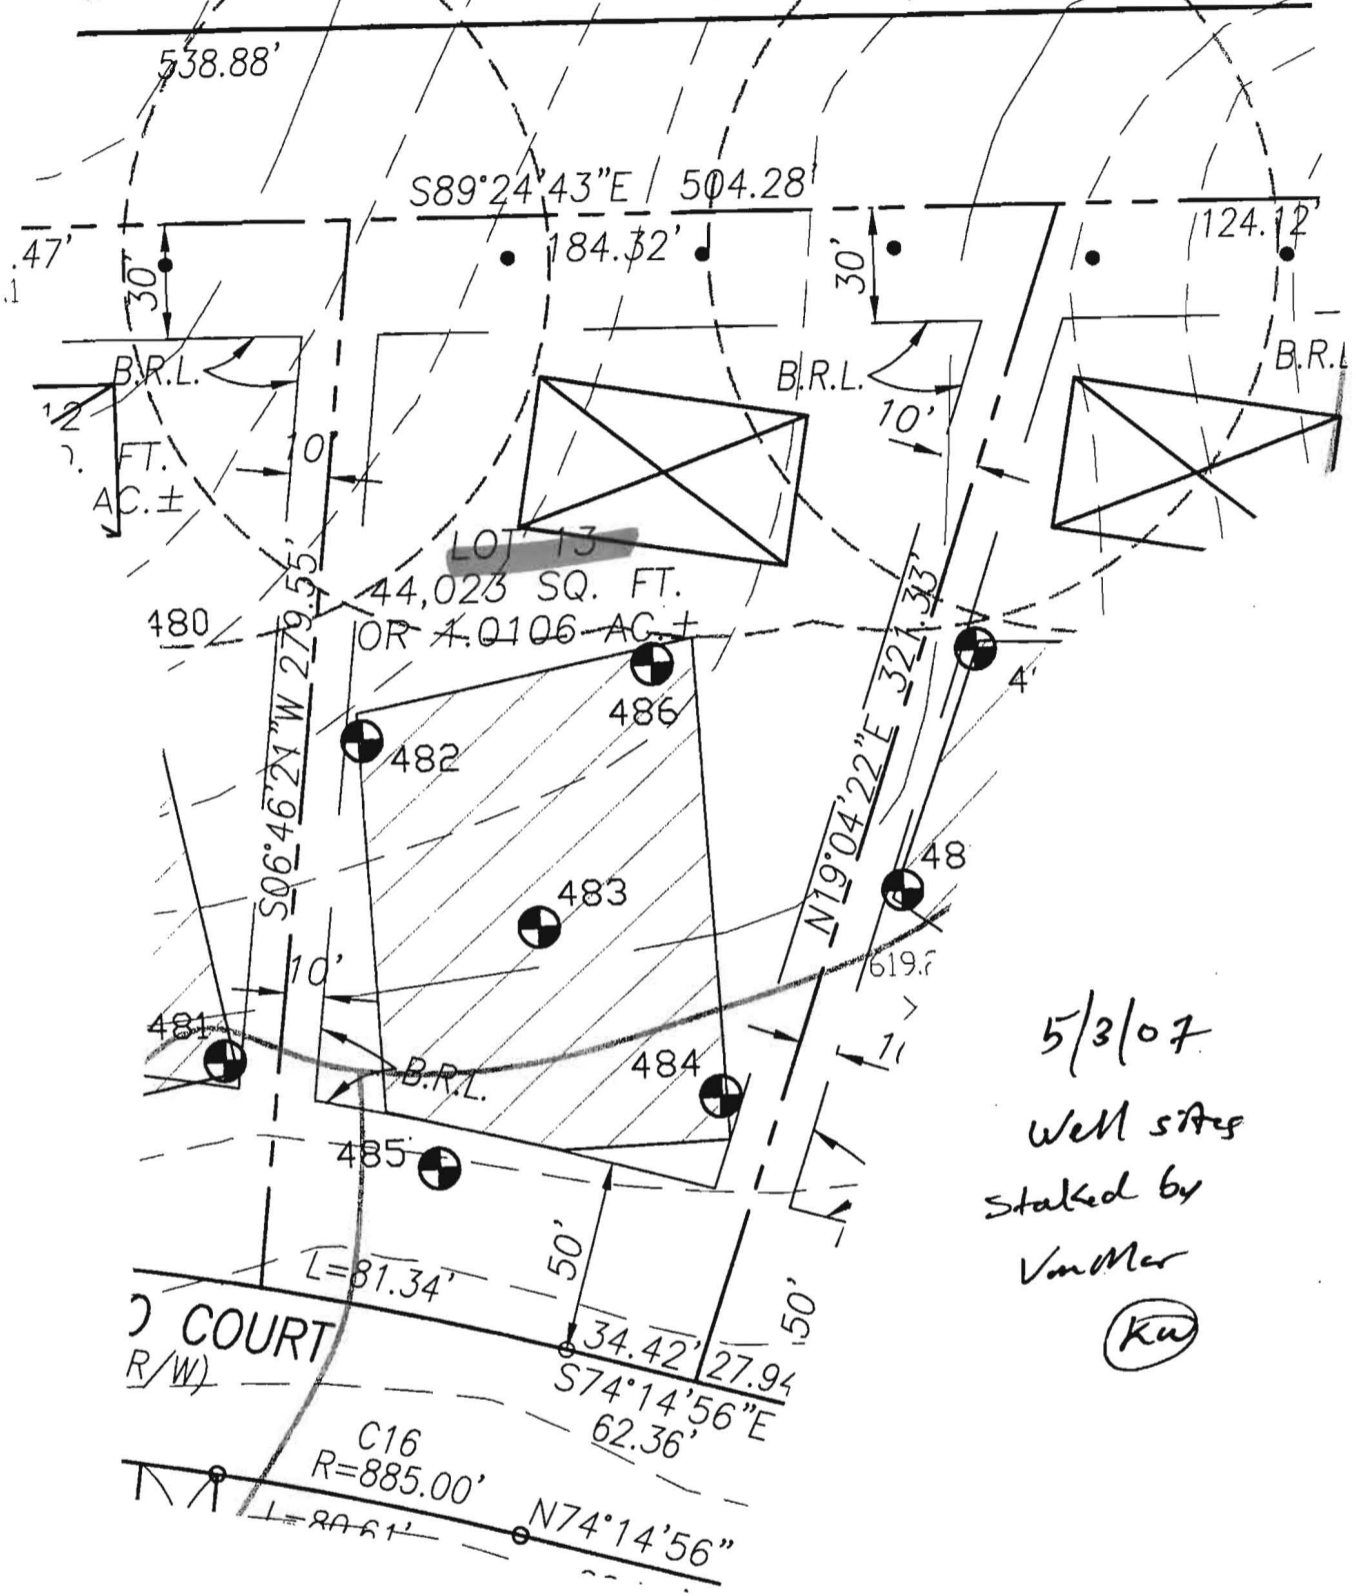 538.88'
S89°24'43"E 504.28'
.47'
184.32'
124.12'
30'
30'
B.R.L.
B.R.L.
B.R.L
10'
10'
12
FT.
AC.±
LOT 13
44,023 SQ. FT.
OR 1.0106 AC.±
480
S06°46'21"W 279.55'
N19°04'22"E 321.33'
486
4'
482
48
483
619.
10'
481
484
B.R.L.
485
50'
50'
L=81.34'
COURT
R/W)
34.42'
27.94
S74°14'56"E
62.36'
C16
R=885.00'
L=80.61'
N74°14'56"
5/3/07
Well sites
Staked by
VanMar
KW